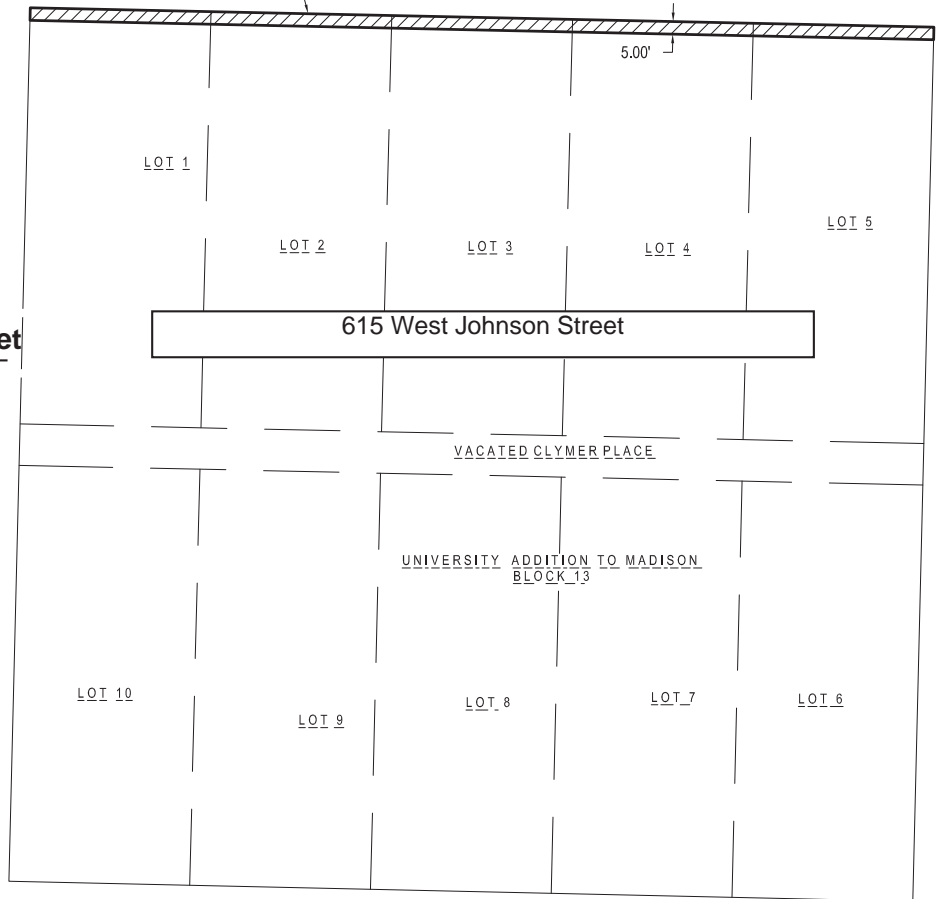 5.00'
LOT 1
LOT 5
LOT 2
LOT 3
LOT 4
615 West Johnson Street
et
VACATED CLYMER PLACE
UNIVERSITY ADDITION TO MADISON
BLOCK 13
LOT 10
LOT 9
LOT 8
LOT 7
LOT 6